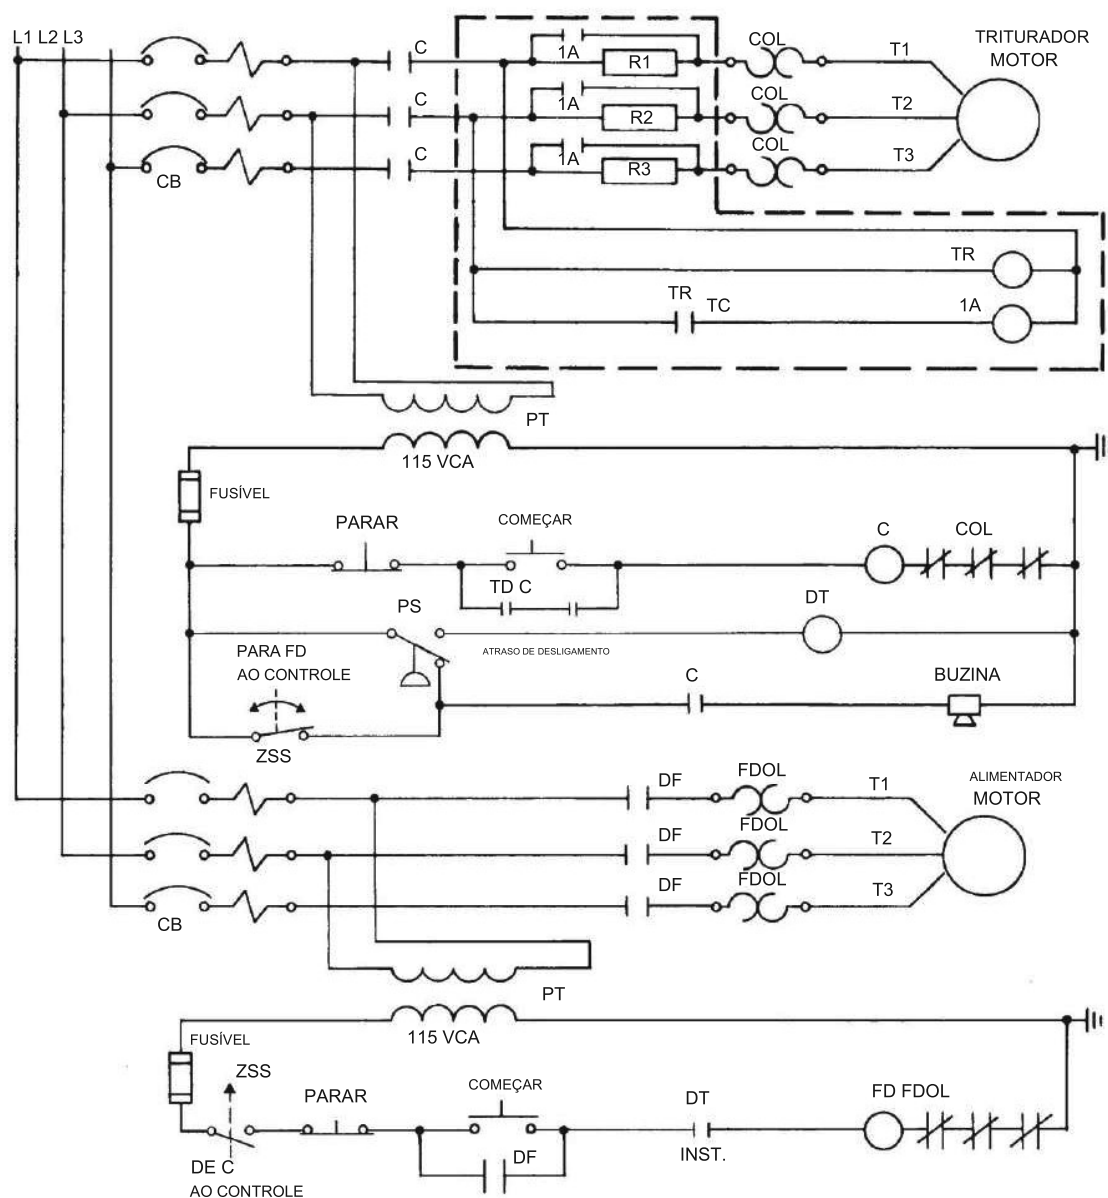 L1 L2 L3
C
1A
R1
COL
T1
TRITURADOR
MOTOR
C
1A
R2
COL
T2
C
1A
R3
COL
T3
CB
TR
TR
TC
1A
PT
115 VCA
FUSÍVEL
PARAR
COMEÇAR
C
COL
TD C
PS
DT
ATRASO DE DESLIGAMENTO
PARA FD
AO CONTROLE
C
BUZINA
ZSS
DF
FDOL
T1
ALIMENTADOR
MOTOR
DF
FDOL
T2
DF
FDOL
T3
CB
PT
115 VCA
FUSÍVEL
ZSS
PARAR
COMEÇAR
DT
FD FDOL
DF
INST.
DE C
AO CONTROLE